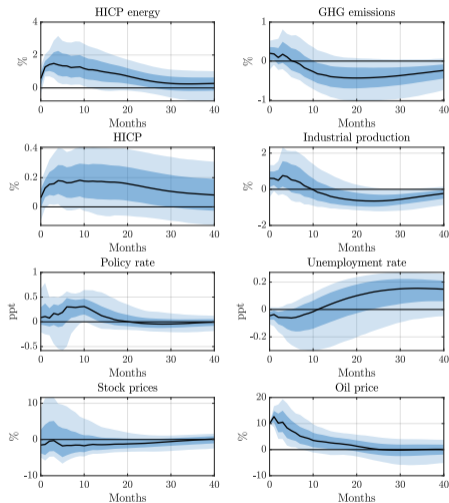 HICP energy
4
2
0
%
0 10 20 30 40
Months
GHG emissions
1
0
-1
%
0 10 20 30 40
Months
HICP
0.4
0.2
0
%
0 10 20 30 40
Months
Industrial production
2
0
-2
%
0 10 20 30 40
Months
Policy rate
1
0.5
0
-0.5
ppt
0 10 20 30 40
Months
Unemployment rate
0.2
0
-0.2
ppt
0 10 20 30 40
Months
Stock prices
10
0
-10
%
0 10 20 30 40
Months
Oil price
20
10
0
-10
%
0 10 20 30 40
Months